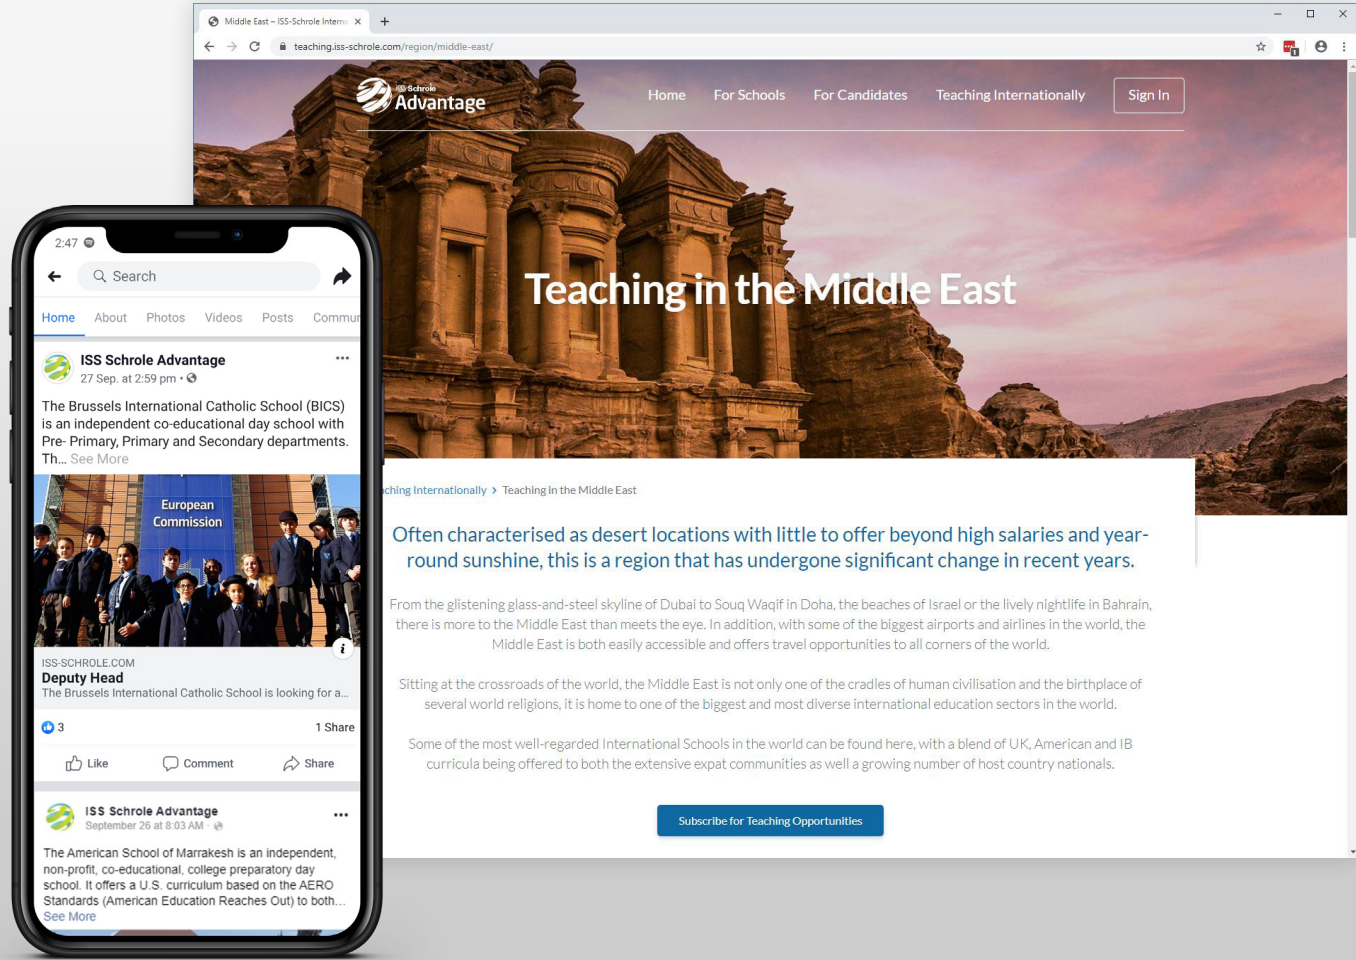 Middle East – ISS-Schrole Interna
teaching.iss-schrole.com/region/middle-east/
ISS Schrole
Advantage
Home
For Schools
For Candidates
Teaching Internationally
Sign In
Teaching in the Middle East
ching Internationally > Teaching in the Middle East
Often characterised as desert locations with little to offer beyond high salaries and year-
round sunshine, this is a region that has undergone significant change in recent years.
From the glistening glass-and-steel skyline of Dubai to Souq Waqif in Doha, the beaches of Israel or the lively nightlife in Bahrain,
there is more to the Middle East than meets the eye. In addition, with some of the biggest airports and airlines in the world, the
Middle East is both easily accessible and offers travel opportunities to all corners of the world.
Sitting at the crossroads of the world, the Middle East is not only one of the cradles of human civilisation and the birthplace of
several world religions, it is home to one of the biggest and most diverse international education sectors in the world.
Some of the most well-regarded International Schools in the world can be found here, with a blend of UK, American and IB
curricula being offered to both the extensive expat communities as well a growing number of host country nationals.
Subscribe for Teaching Opportunities
2:47
Search
Home About Photos Videos Posts Commun
ISS Schrole Advantage
27 Sep. at 2:59 pm
The Brussels International Catholic School (BICS)
is an independent co-educational day school with
Pre- Primary, Primary and Secondary departments.
Th... See More
European
Commission
ISS-SCHROLE.COM
Deputy Head
The Brussels International Catholic School is looking for a...
3
1 Share
Like Comment Share
ISS Schrole Advantage
September 26 at 8:03 AM
The American School of Marrakesh is an independent,
non-profit, co-educational, college preparatory day
school. It offers a U.S. curriculum based on the AERO
Standards (American Education Reaches Out) to both...
See More